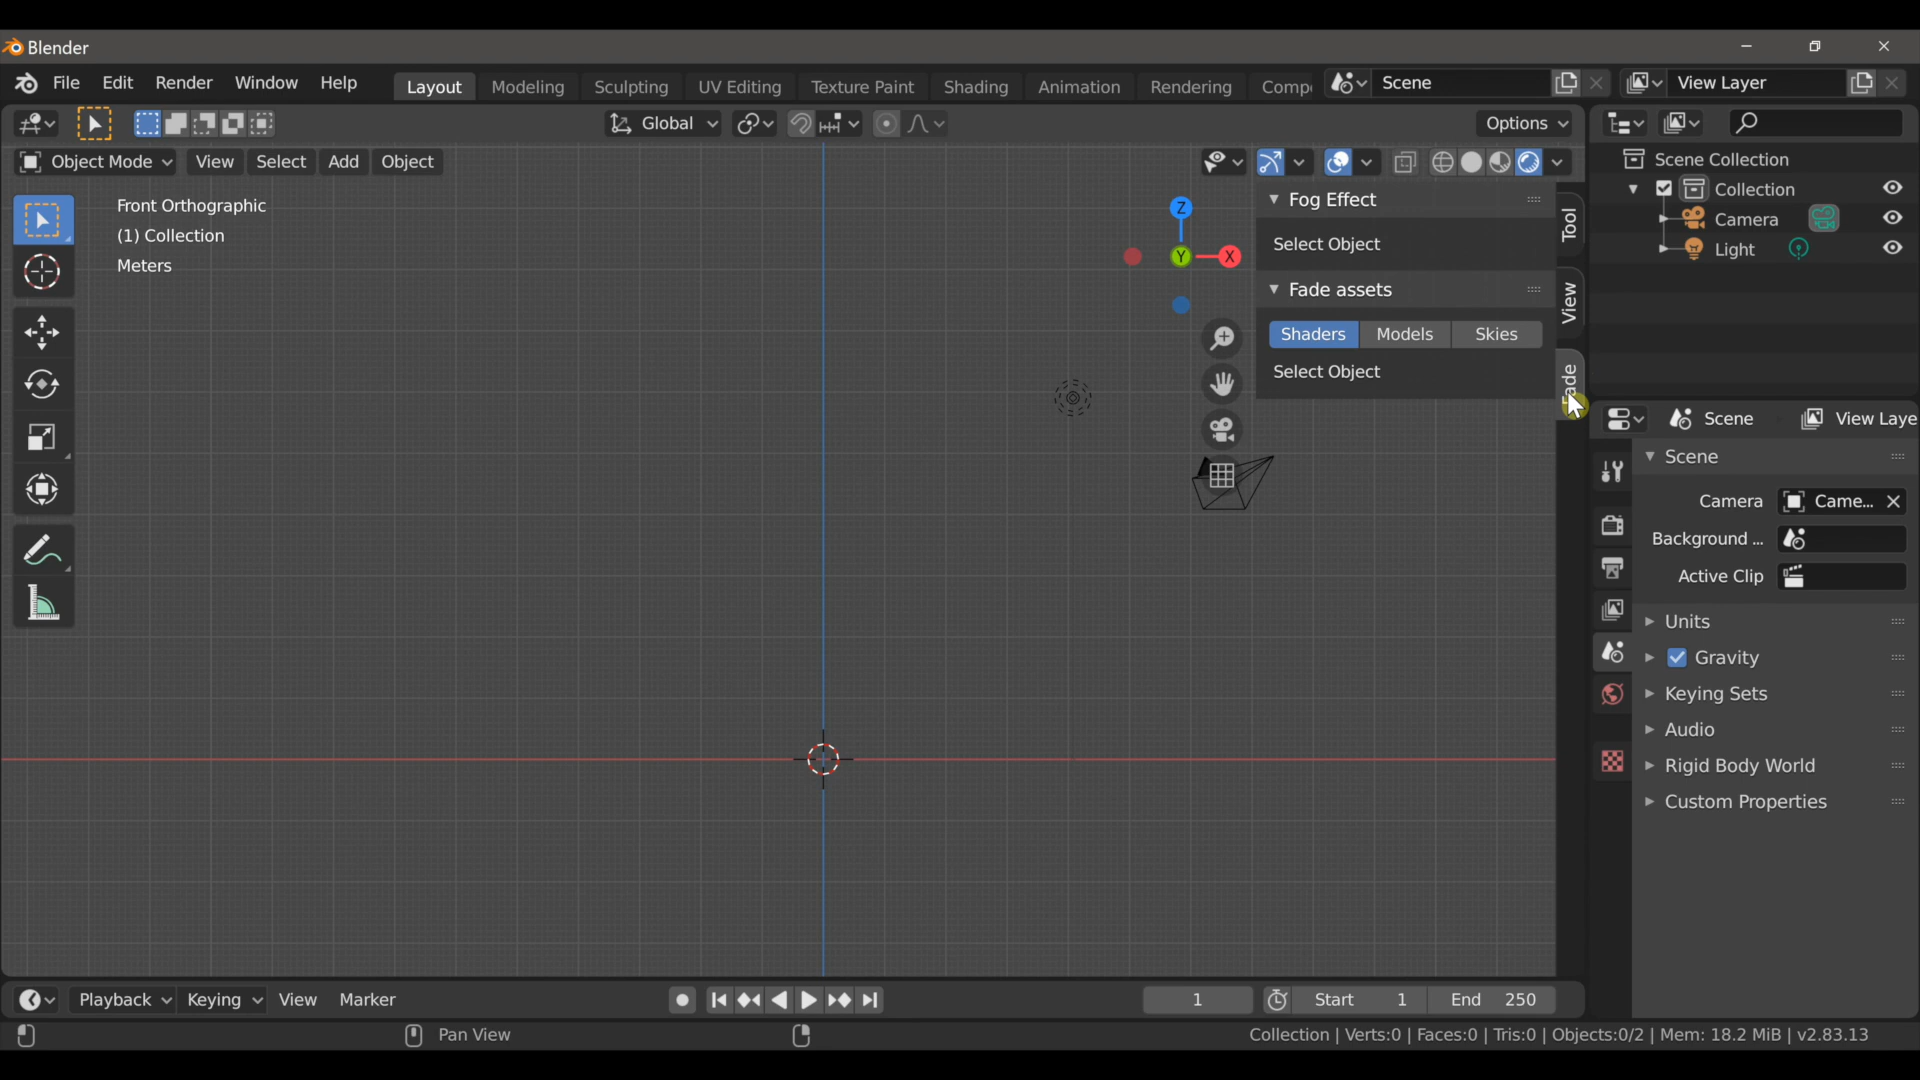 Blender
File Edit Render Window Help Layout Modeling Sculpting UV Editing Texture Paint Shading Animation Rendering Comp Scene View Layer
Global Options
Object Mode View Select Add Object
Front Orthographic
(1) Collection
Meters
Z
Y
X
Fog Effect
Select Object
Fade assets
Shaders Models Skies
Select Object
Tool
View
Scene Collection
Collection
Camera
Light
Scene View Laye
Scene
Camera Came...
Background ...
Active Clip
Units
Gravity
Keying Sets
Audio
Rigid Body World
Custom Properties
Playback Keying View Marker 1 Start 1 End 250
Pan View Collection | Verts:0 | Faces:0 | Tris:0 | Objects:0/2 | Mem: 18.2 MiB | v2.83.13